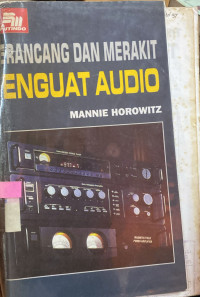 RANCANG DAN MERAKIT
ENGUAT AUDIO
MANNIE HOROWITZ